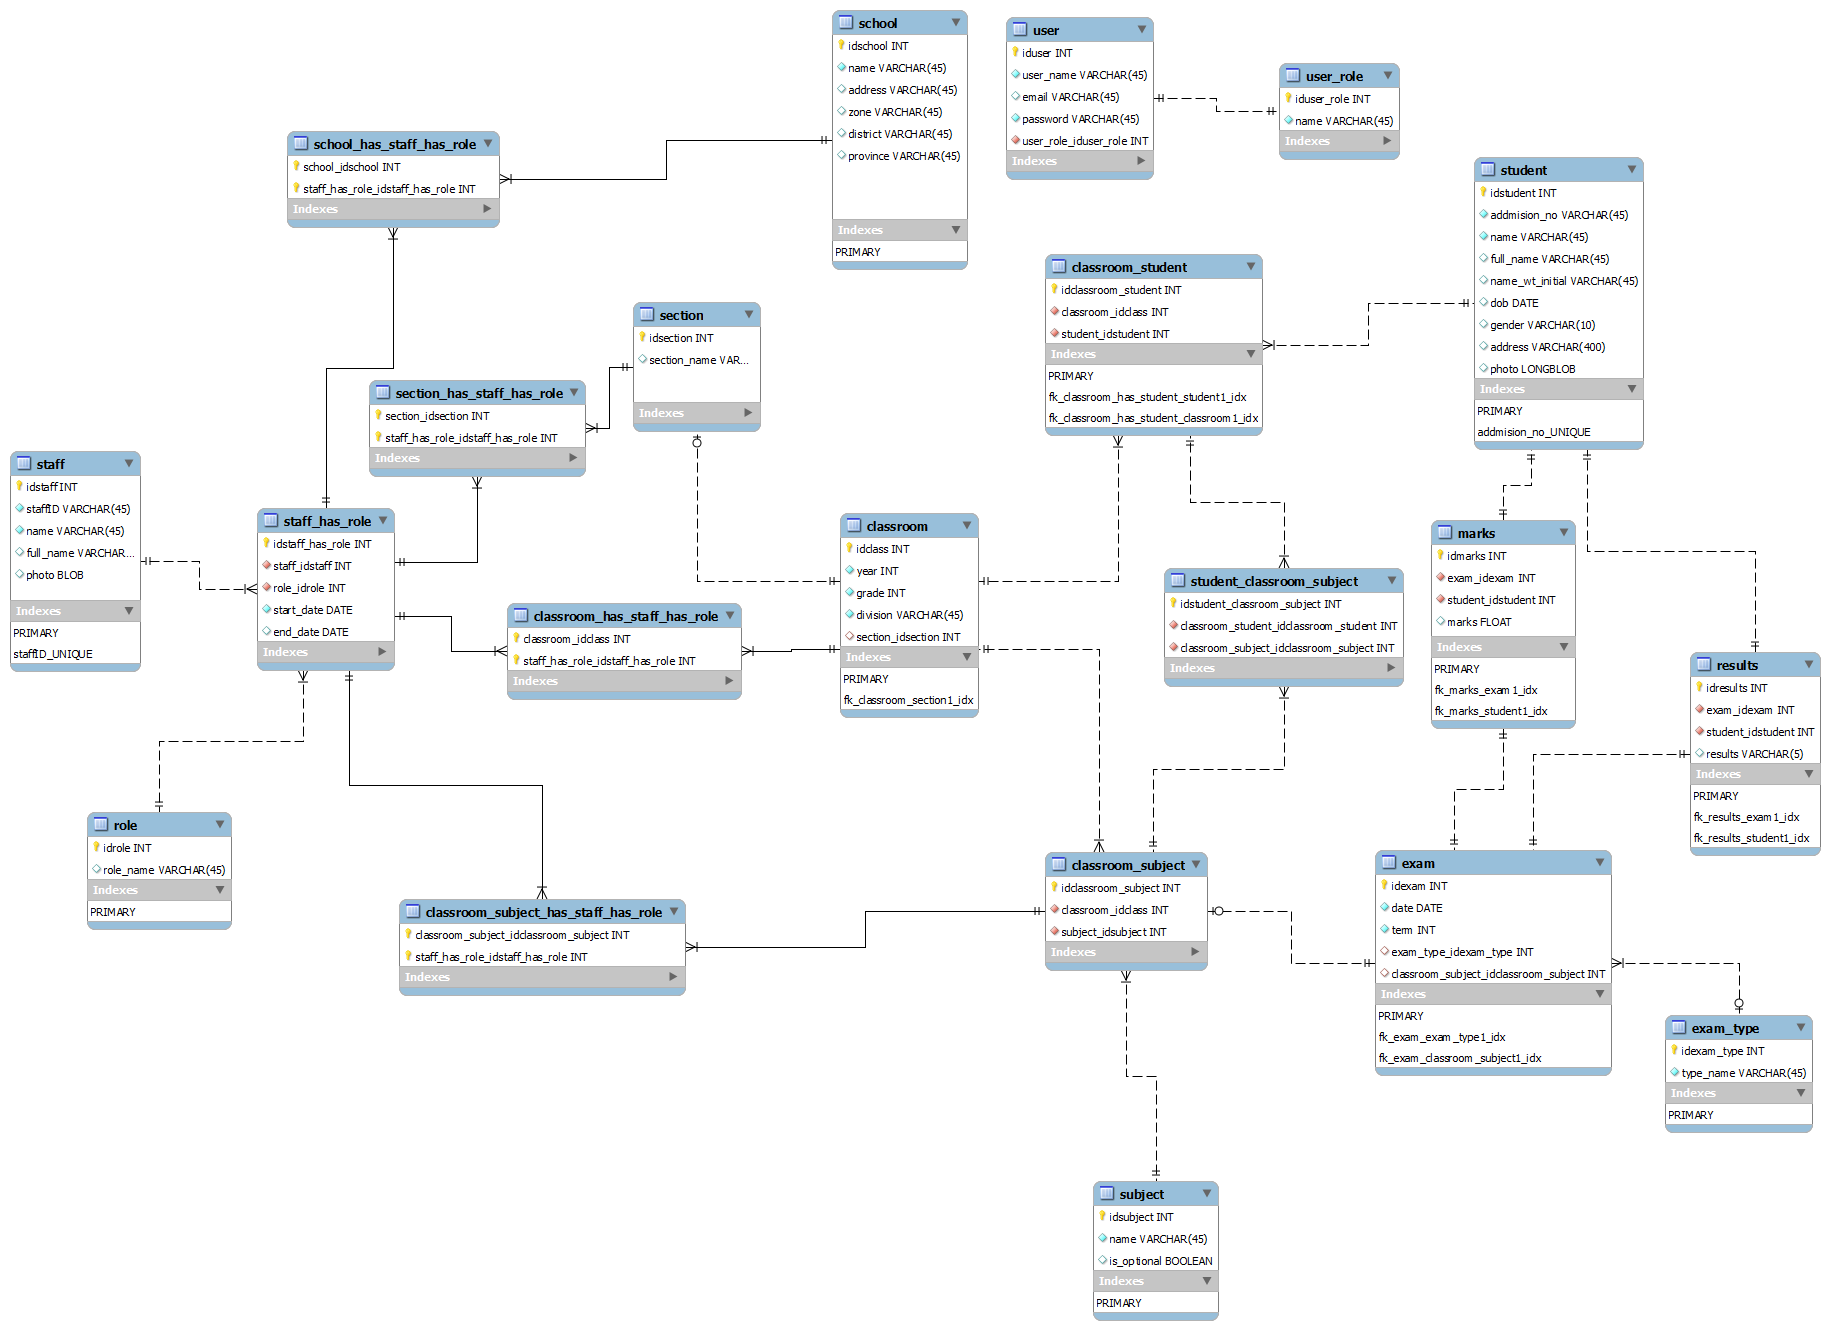 school
idschool INT
name VARCHAR(45)
address VARCHAR(45)
zone VARCHAR(45)
district VARCHAR(45)
province VARCHAR(45)
Indexes
PRIMARY
user
iduser INT
user_name VARCHAR(45)
email VARCHAR(45)
password VARCHAR(45)
user_role_iduser_role INT
Indexes
user_role
iduser_role INT
name VARCHAR(45)
Indexes
school_has_staff_has_role
school_idschool INT
staff_has_role_idstaff_has_role INT
Indexes
student
idstudent INT
addmision_no VARCHAR(45)
name VARCHAR(45)
full_name VARCHAR(45)
name_wt_initial VARCHAR(45)
dob DATE
gender VARCHAR(10)
address VARCHAR(400)
photo LONGBLOB
Indexes
PRIMARY
addmision_no_UNIQUE
classroom_student
idclassroom_student INT
classroom_idclass INT
student_idstudent INT
Indexes
PRIMARY
fk_classroom_has_student_student1_idx
fk_classroom_has_student_classroom1_idx
section
idsection INT
section_name VAR...
Indexes
section_has_staff_has_role
section_idsection INT
staff_has_role_idstaff_has_role INT
Indexes
staff
idstaff INT
staffID VARCHAR(45)
name VARCHAR(45)
full_name VARCHAR...
photo BLOB
Indexes
PRIMARY
staffID_UNIQUE
staff_has_role
idstaff_has_role INT
staff_idstaff INT
role_idrole INT
start_date DATE
end_date DATE
Indexes
classroom
idclass INT
year INT
grade INT
division VARCHAR(45)
section_idsection INT
Indexes
PRIMARY
fk_classroom_section1_idx
marks
idmarks INT
exam_idexam INT
student_idstudent INT
marks FLOAT
Indexes
PRIMARY
fk_marks_exam1_idx
fk_marks_student1_idx
student_classroom_subject
idstudent_classroom_subject INT
classroom_student_idclassroom_student INT
classroom_subject_idclassroom_subject INT
Indexes
classroom_has_staff_has_role
classroom_idclass INT
staff_has_role_idstaff_has_role INT
Indexes
results
idresults INT
exam_idexam INT
student_idstudent INT
results VARCHAR(5)
Indexes
PRIMARY
fk_results_exam1_idx
fk_results_student1_idx
role
idrole INT
role_name VARCHAR(45)
Indexes
PRIMARY
classroom_subject_has_staff_has_role
classroom_subject_idclassroom_subject INT
staff_has_role_idstaff_has_role INT
Indexes
classroom_subject
idclassroom_subject INT
classroom_idclass INT
subject_idsubject INT
Indexes
exam
idexam INT
date DATE
term INT
exam_type_idexam_type INT
classroom_subject_idclassroom_subject INT
Indexes
PRIMARY
fk_exam_exam_type1_idx
fk_exam_classroom_subject1_idx
exam_type
idexam_type INT
type_name VARCHAR(45)
Indexes
PRIMARY
subject
idsubject INT
name VARCHAR(45)
is_optional BOOLEAN
Indexes
PRIMARY